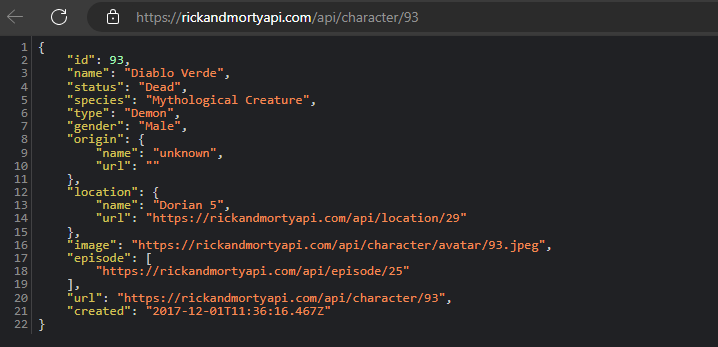 https://rickandmortyapi.com/api/character/93
1 {
2     "id": 93,
3     "name": "Diablo Verde",
4     "status": "Dead",
5     "species": "Mythological Creature",
6     "type": "Demon",
7     "gender": "Male",
8     "origin": {
9         "name": "unknown",
10         "url": ""
11     },
12     "location": {
13         "name": "Dorian 5",
14         "url": "https://rickandmortyapi.com/api/location/29"
15     },
16     "image": "https://rickandmortyapi.com/api/character/avatar/93.jpeg",
17     "episode": [
18         "https://rickandmortyapi.com/api/episode/25"
19     ],
20     "url": "https://rickandmortyapi.com/api/character/93",
21     "created": "2017-12-01T11:36:16.467Z"
22 }